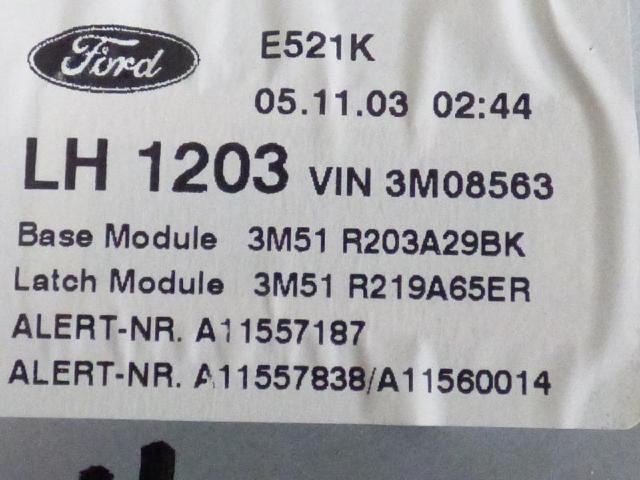 Ford E521K
05.11.03 02:44
LH 1203 VIN 3M08563
Base Module 3M51 R203A29BK
Latch Module 3M51 R219A65ER
ALERT-NR. A11557187
ALERT-NR. A11557838/A11560014